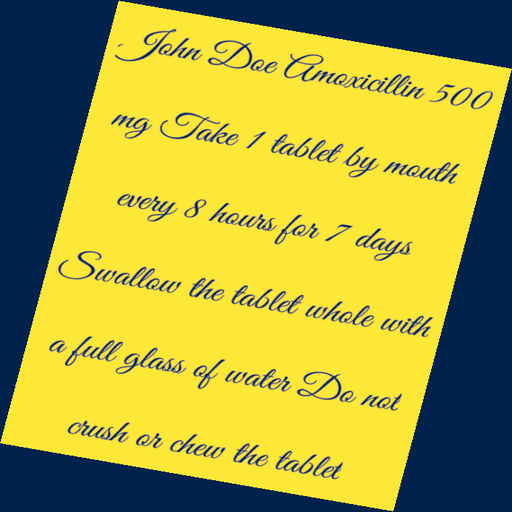 John Doe Amoxicillin 500
mg Take 1 tablet by mouth
every 8 hours for 7 days
Swallow the tablet whole with
a full glass of water Do not
crush or chew the tablet